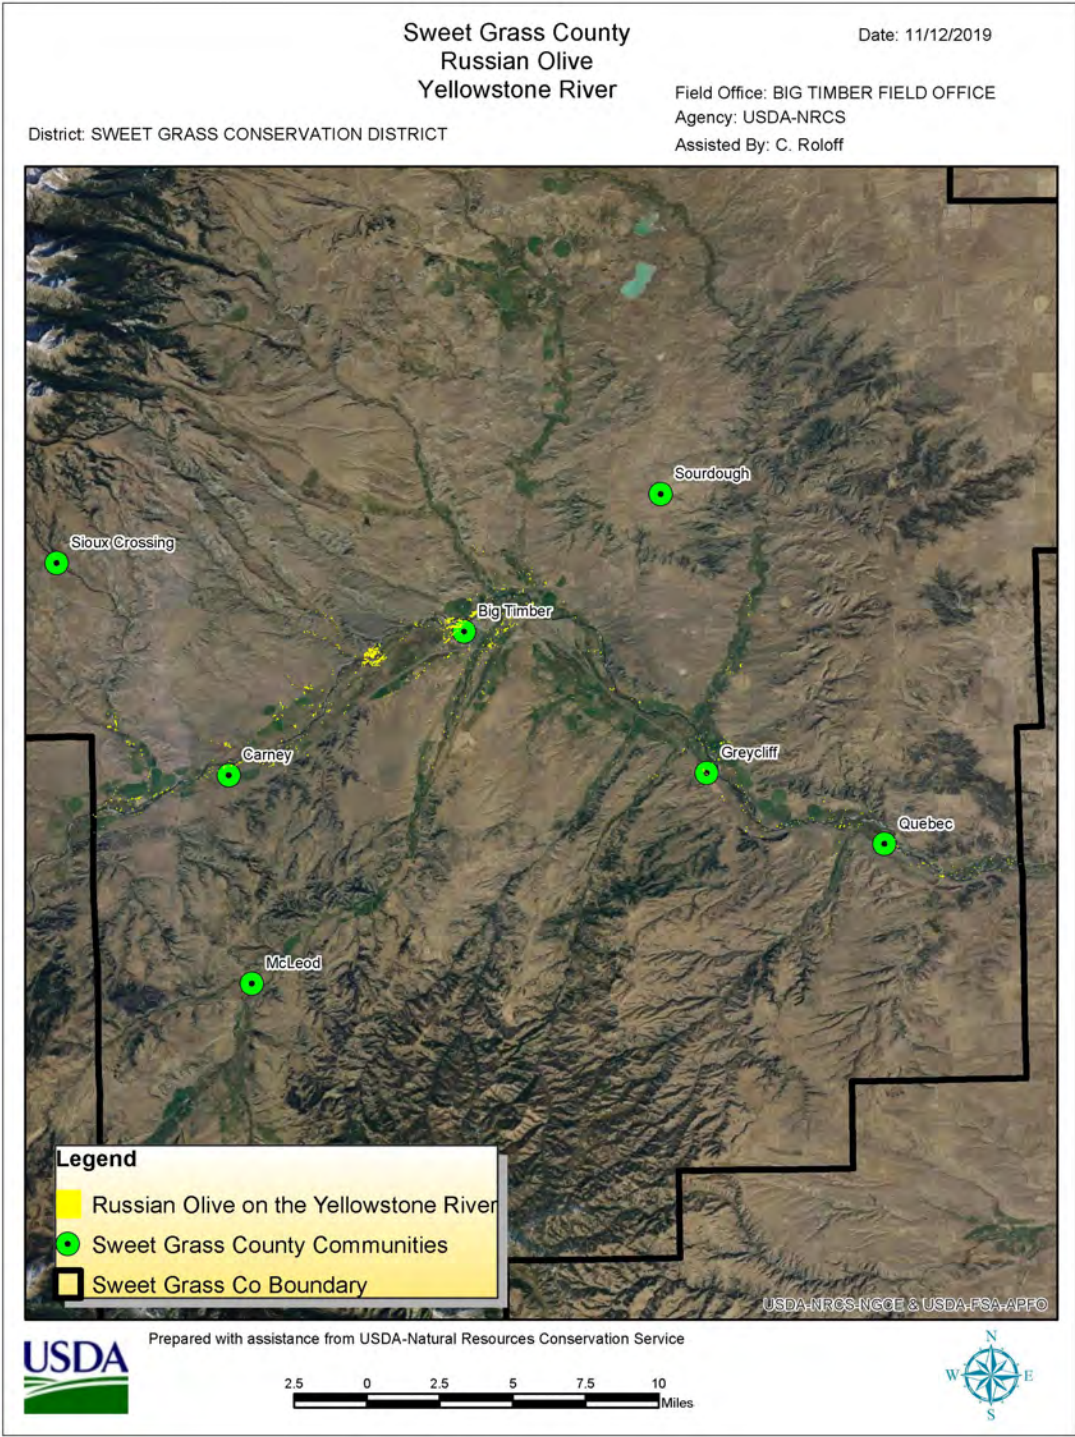 Sweet Grass County
Russian Olive
Yellowstone River
Date: 11/12/2019
Field Office: BIG TIMBER FIELD OFFICE
Agency: USDA-NRCS
Assisted By: C. Roloff
District: SWEET GRASS CONSERVATION DISTRICT
Sourdough
Sioux Crossing
Big Timber
Carney
Greycliff
Quebec
McLeod
Legend
Russian Olive on the Yellowstone River
Sweet Grass County Communities
Sweet Grass Co Boundary
USDA-NRCS-NGCE & USDA-FSA-APFO
USDA
Prepared with assistance from USDA-Natural Resources Conservation Service
2.5 0 2.5 5 7.5 10
Miles
N
W E
S